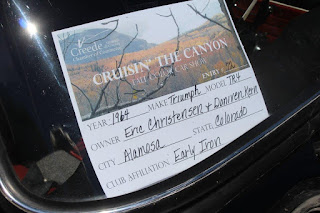 Creede
CRUISIN' THE CANYON
ENTRY
YEAR 1964 MAKE Triumph MODEL TR4
OWNER Eric Christensen + Daniven Kern
CITY Alamosa STATE Colorado
CLUB AFFILIATION Early Iron